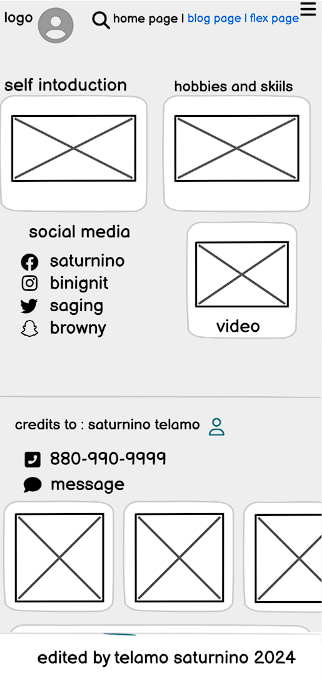 logo
home page | blog page | flex page
self intoduction
hobbies and skiils
social media
saturnino
binignit
saging
browny
video
credits to : saturnino telamo
880-990-9999
message
edited by telamo saturnino 2024